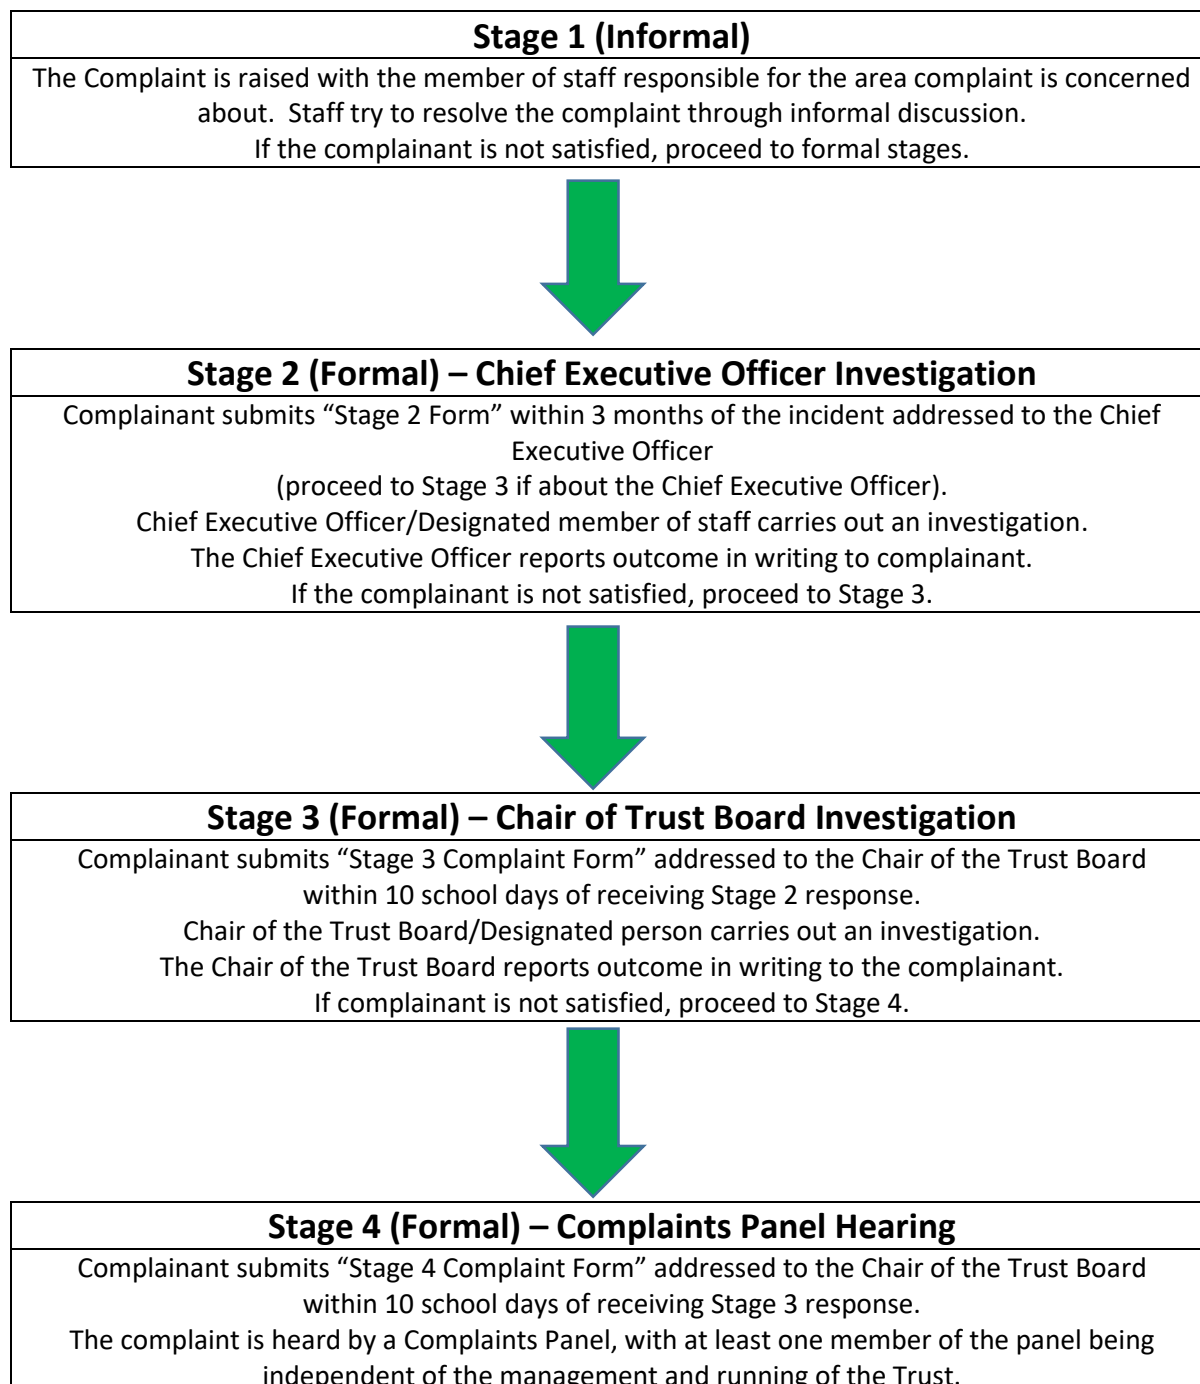 Stage 1 (Informal)
The Complaint is raised with the member of staff responsible for the area complaint is concerned
about.  Staff try to resolve the complaint through informal discussion.
If the complainant is not satisfied, proceed to formal stages.
Stage 2 (Formal) – Chief Executive Officer Investigation
Complainant submits “Stage 2 Form” within 3 months of the incident addressed to the Chief
Executive Officer
(proceed to Stage 3 if about the Chief Executive Officer).
Chief Executive Officer/Designated member of staff carries out an investigation.
The Chief Executive Officer reports outcome in writing to complainant.
If the complainant is not satisfied, proceed to Stage 3.
Stage 3 (Formal) – Chair of Trust Board Investigation
Complainant submits “Stage 3 Complaint Form” addressed to the Chair of the Trust Board
within 10 school days of receiving Stage 2 response.
Chair of the Trust Board/Designated person carries out an investigation.
The Chair of the Trust Board reports outcome in writing to the complainant.
If complainant is not satisfied, proceed to Stage 4.
Stage 4 (Formal) – Complaints Panel Hearing
Complainant submits “Stage 4 Complaint Form” addressed to the Chair of the Trust Board
within 10 school days of receiving Stage 3 response.
The complaint is heard by a Complaints Panel, with at least one member of the panel being
independent of the management and running of the Trust.